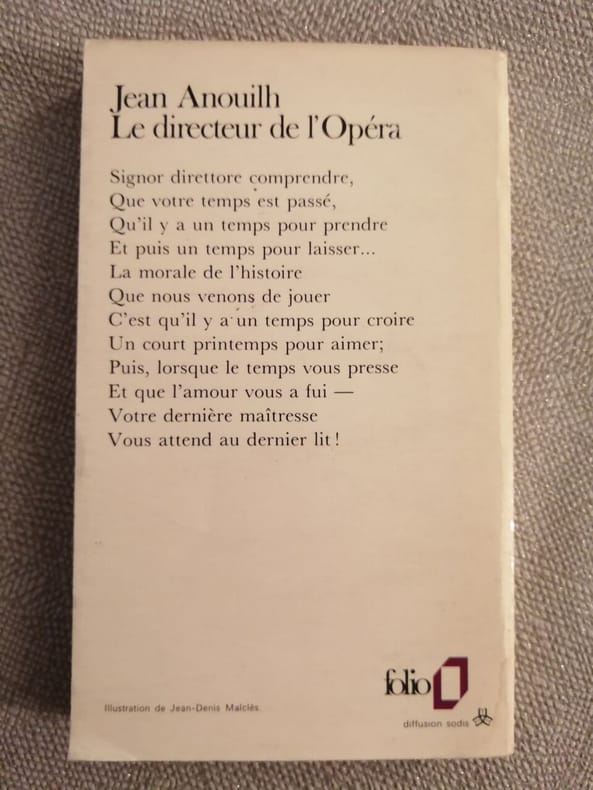 Jean Anouilh
Le directeur de l'Opéra
Signor direttore comprendre,
Que votre temps est passé,
Qu'il y a un temps pour prendre
Et puis un temps pour laisser...
La morale de l'histoire
Que nous venons de jouer
C'est qu'il y a un temps pour croire
Un court printemps pour aimer;
Puis, lorsque le temps vous presse
Et que l'amour vous a fui —
Votre dernière maîtresse
Vous attend au dernier lit !
folio
Illustration de Jean-Denis Malclès.
diffusion sodis